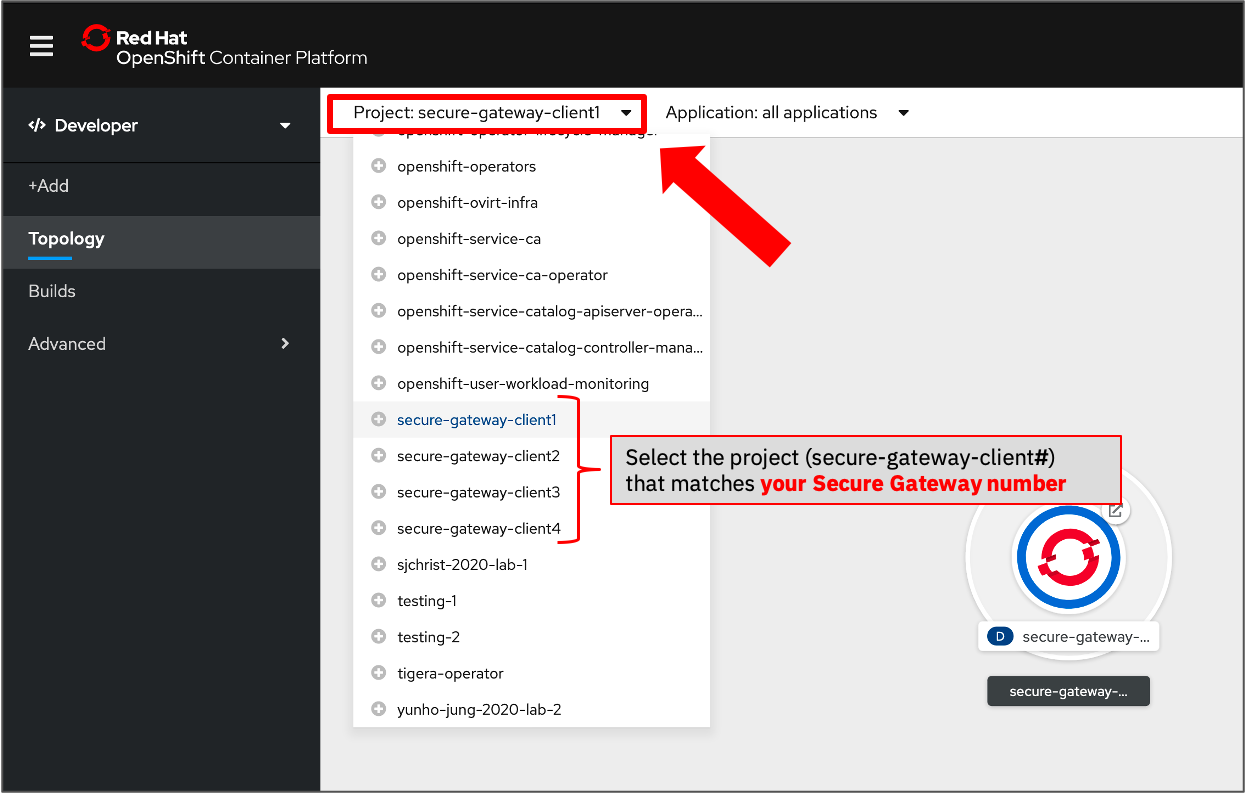 Red Hat
OpenShift Container Platform
Developer
Project: secure-gateway-client1
Application: all applications
+Add
Topology
Builds
Advanced
openshift-operator-lifecycle-manager
openshift-operators
openshift-ovirt-infra
openshift-service-ca
openshift-service-ca-operator
openshift-service-catalog-apiserver-opera...
openshift-service-catalog-controller-mana...
openshift-user-workload-monitoring
secure-gateway-client1
secure-gateway-client2
secure-gateway-client3
secure-gateway-client4
sjchrist-2020-lab-1
testing-1
testing-2
tigera-operator
yunho-jung-2020-lab-2
Select the project (secure-gateway-client#)
that matches your Secure Gateway number
D secure-gateway-...
secure-gateway-...